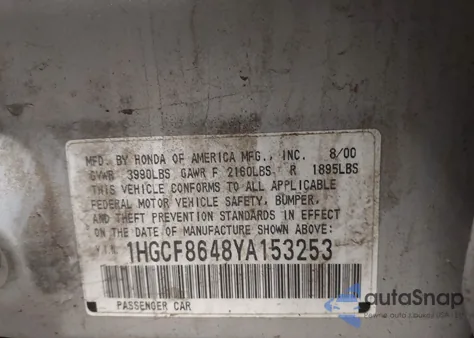 MFD. BY HONDA OF AMERICA MFG., INC. 8/00
GVWR 3990LBS GAWR F 2160LBS R 1895LBS
THIS VEHICLE CONFORMS TO ALL APPLICABLE
FEDERAL MOTOR VEHICLE SAFETY, BUMPER,
AND THEFT PREVENTION STANDARDS IN EFFECT
ON THE DATE OF MANUFACTURE SHOWN ABOVE:
1HGCF8648YA153253
PASSENGER CAR
autaSnap